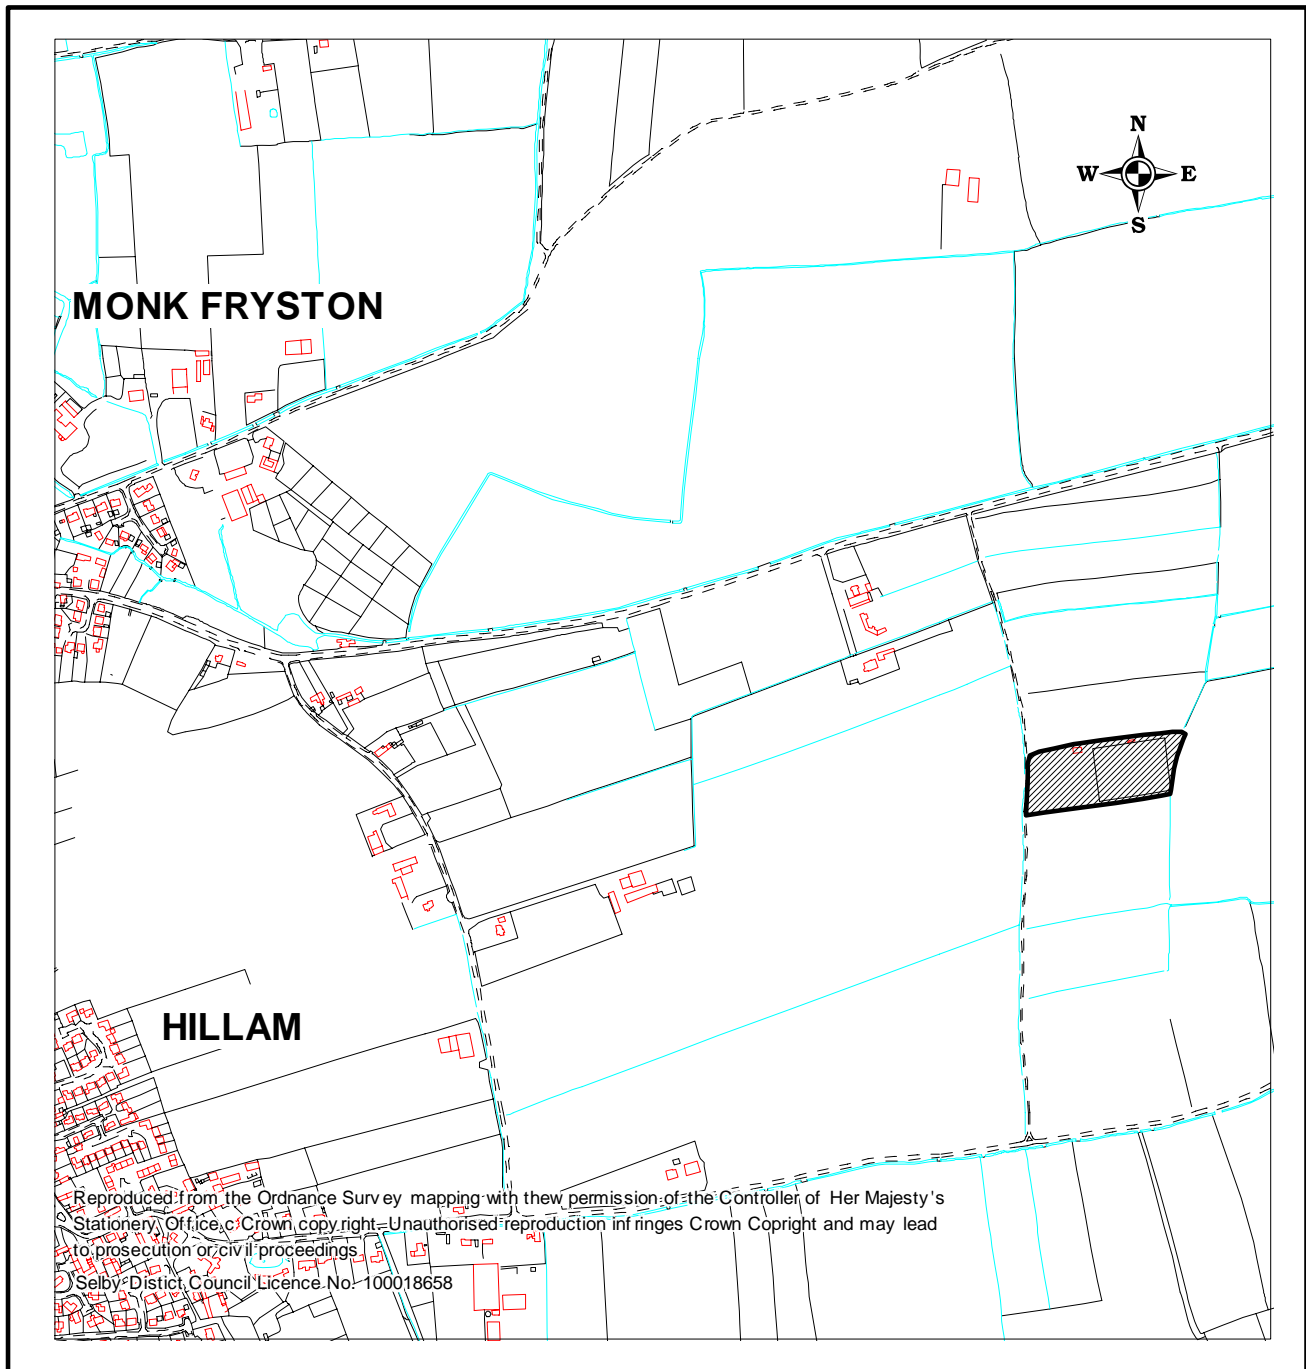 N
W E
S
MONK FRYSTON
HILLAM
Reproduced from the Ordnance Survey mapping with thew permission of the Controller of Her Majesty's
Stationery Office c Crown copyright. Unauthorised reproduction infringes Crown Copright and may lead
to prosecution or civil proceedings
Selby Distict Council Licence No. 100018658